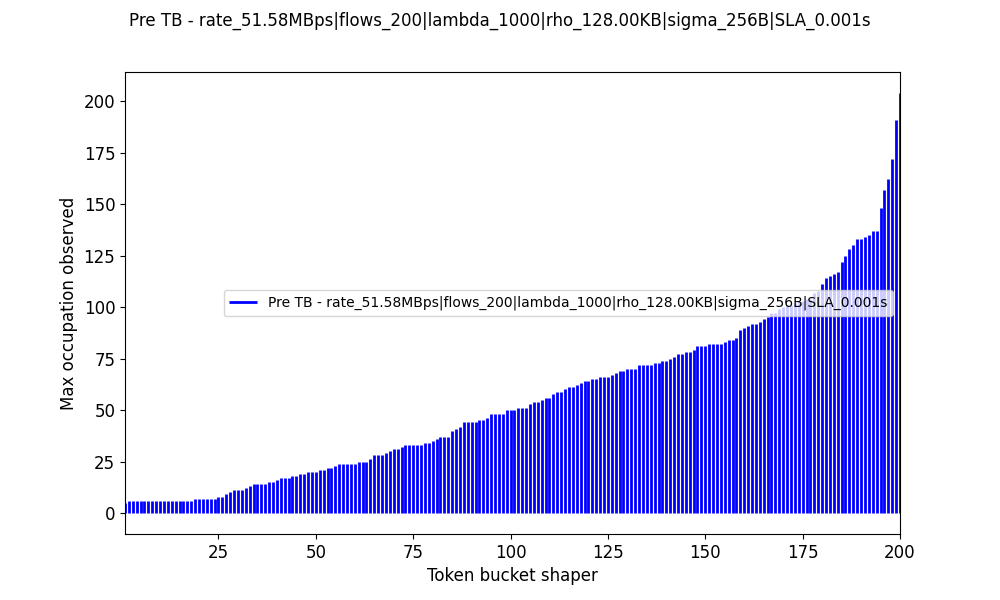 Pre TB - rate_51.58MBps|flows_200|lambda_1000|rho_128.00KB|sigma_256B|SLA_0.001s
200
175
150
125
100
75
50
25
0
Max occupation observed
Pre TB - rate_51.58MBps|flows_200|lambda_1000|rho_128.00KB|sigma_256B|SLA_0.001s
25 50 75 100 125 150 175 200
Token bucket shaper